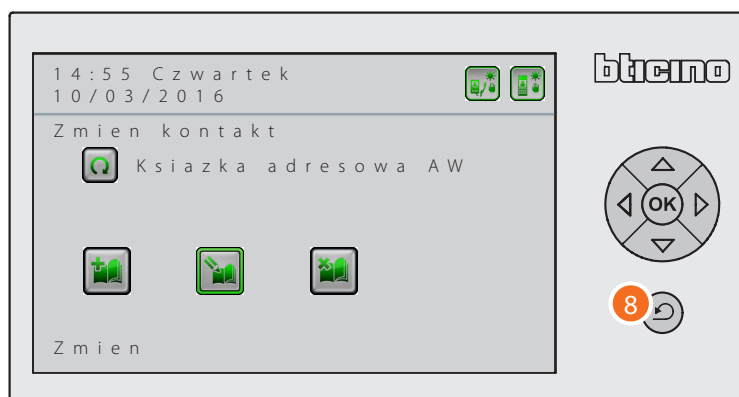 14:55 Czwartek
10/03/2016
bticino
Zmien kontakt
Ksiazka adresowa AW
OK
8
Zmien